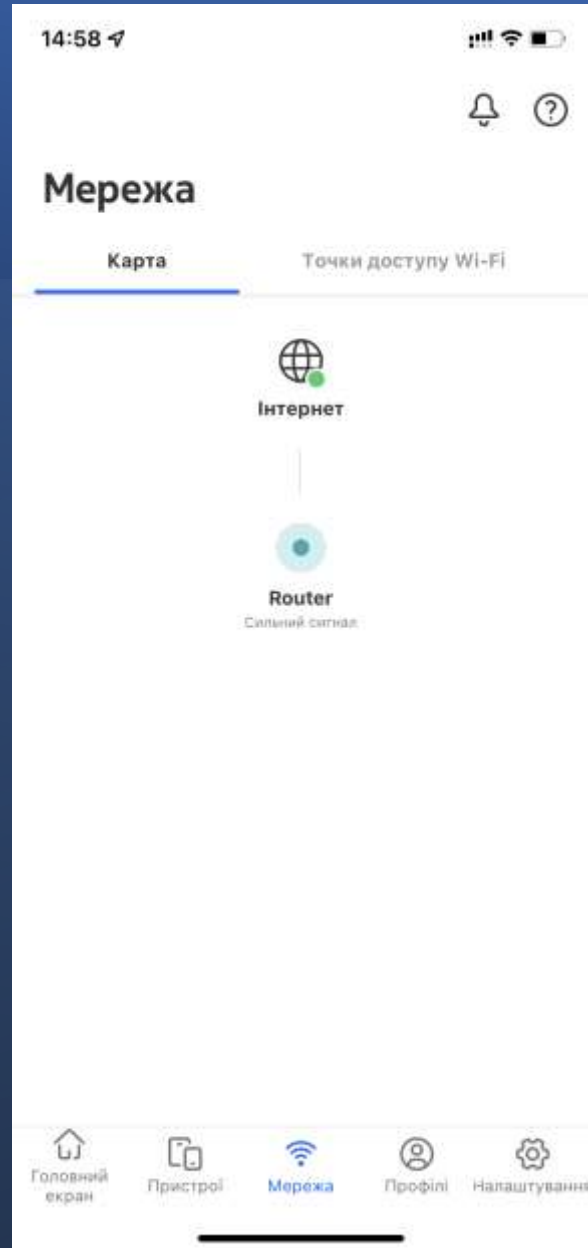 14:58
Мережа
Карта
Точки доступу Wi-Fi
Інтернет
Router
Сильний сигнал
Головний
екран
Пристрої
Мережа
Профілі
Налаштування